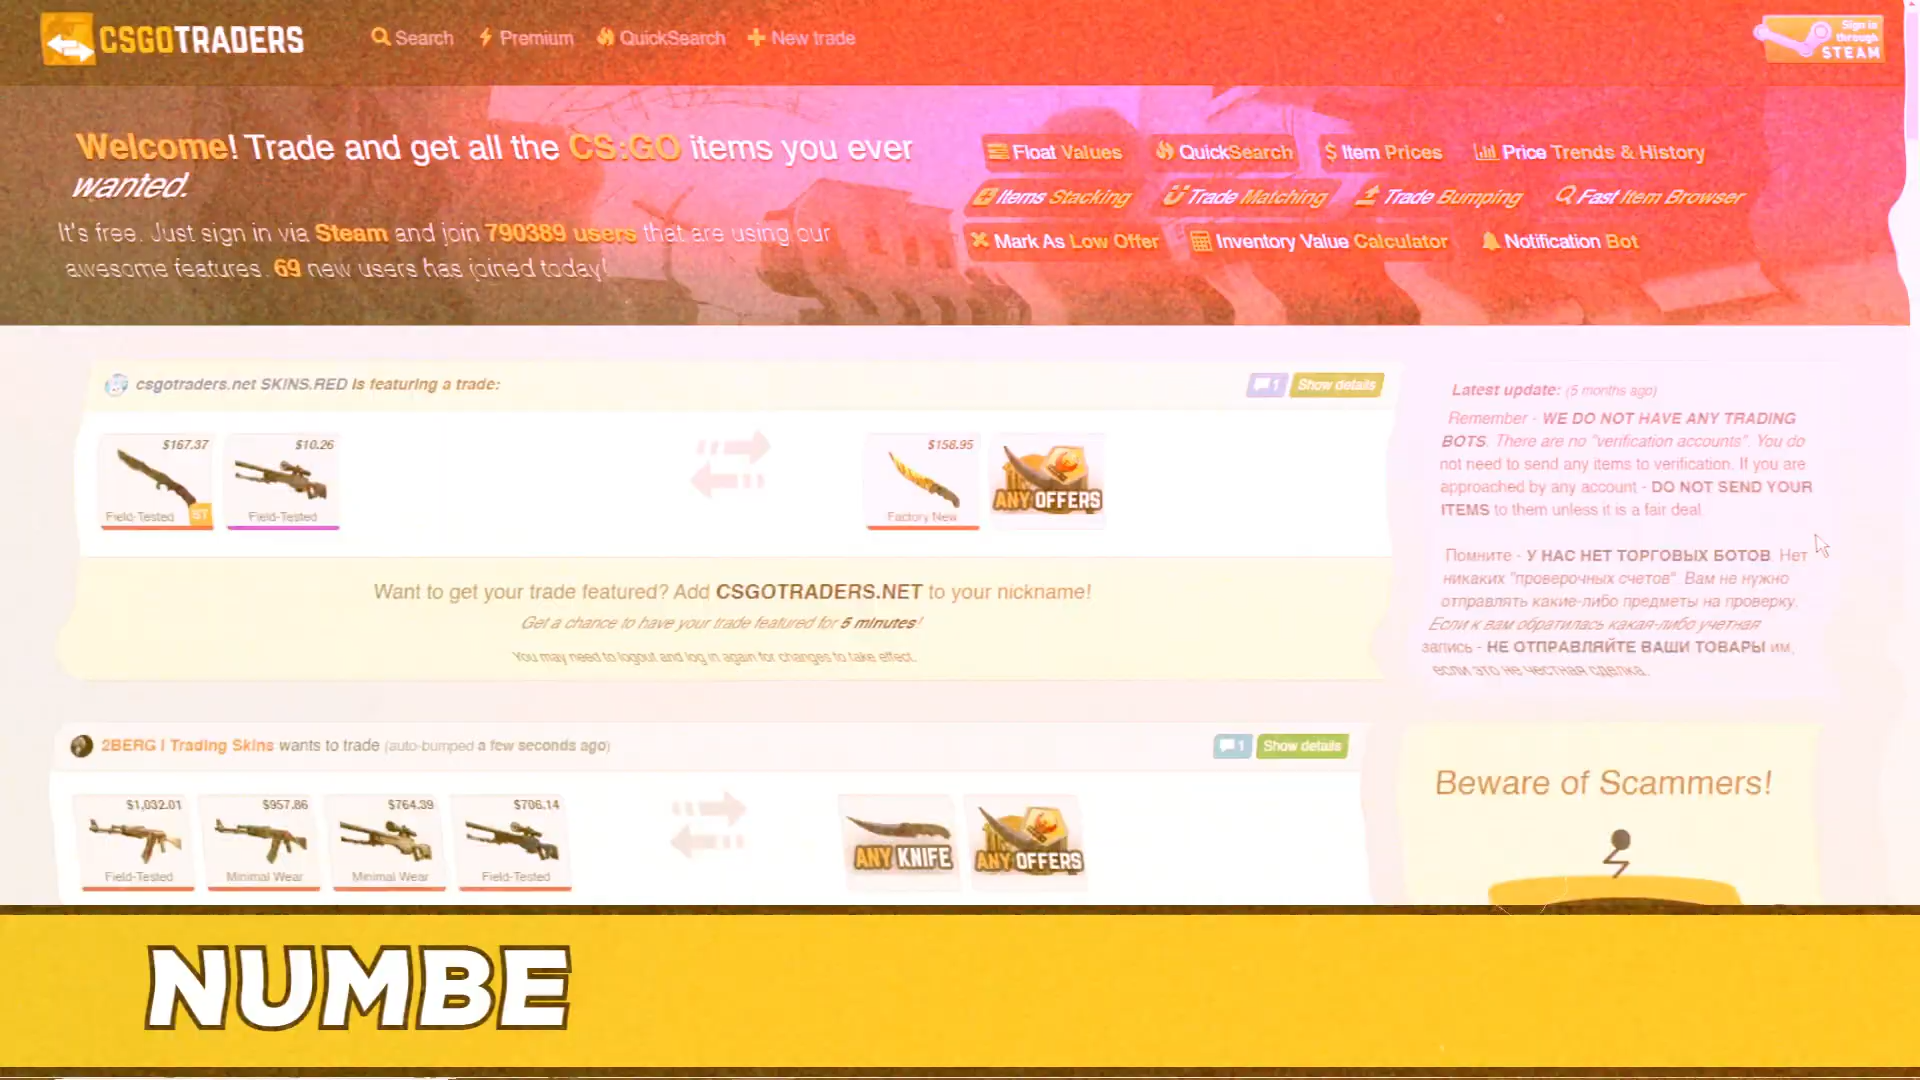 CSGOTRADERS
Search
Premium
QuickSearch
New trade
Sign in
through
STEAM
Welcome! Trade and get all the CS:GO items you ever
wanted.
It's free. Just sign in via Steam and join 790389 users that are using our
awesome features. 69 new users has joined today!
Float Values
QuickSearch
Item Prices
Price Trends & History
Items Stacking
Trade Matching
Trade Bumping
Fast Item Browser
Mark As Low Offer
Inventory Value Calculator
Notification Bot
csgotraders.net SKINS.RED is featuring a trade:
1
Show details
$167.37
Field-Tested
ST
$10.26
Field-Tested
$158.95
Factory New
ANY OFFERS
Want to get your trade featured? Add CSGOTRADERS.NET to your nickname!
Get a chance to have your trade featured for 5 minutes!
You may need to logout and log in again for changes to take effect.
Latest update: (5 months ago)
Remember - WE DO NOT HAVE ANY TRADING
BOTS. There are no "verification accounts". You do
not need to send any items to verification. If you are
approached by any account - DO NOT SEND YOUR
ITEMS to them unless it is a fair deal.
Помните - У НАС НЕТ ТОРГОВЫХ БОТОВ. Нет
никаких "проверочных счетов". Вам не нужно
отправлять какие-либо предметы на проверку.
Если к вам обратилась какая-либо учетная
запись - НЕ ОТПРАВЛЯЙТЕ ВАШИ ТОВАРЫ им,
если это не честная сделка.
2BERG | Trading Skins wants to trade (auto-bumped a few seconds ago)
1
Show details
$1,032.01
Field-Tested
$957.86
Minimal Wear
$764.39
Minimal Wear
$706.14
Field-Tested
ANY KNIFE
ANY OFFERS
Beware of Scammers!
NUMBE